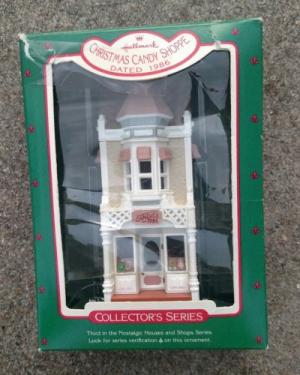 Hallmark
CHRISTMAS CANDY SHOPPE
DATED 1986
CANDIES
COLLECTOR'S SERIES
Third in the Nostalgic Houses and Shops Series.
Look for series verification on this ornament.